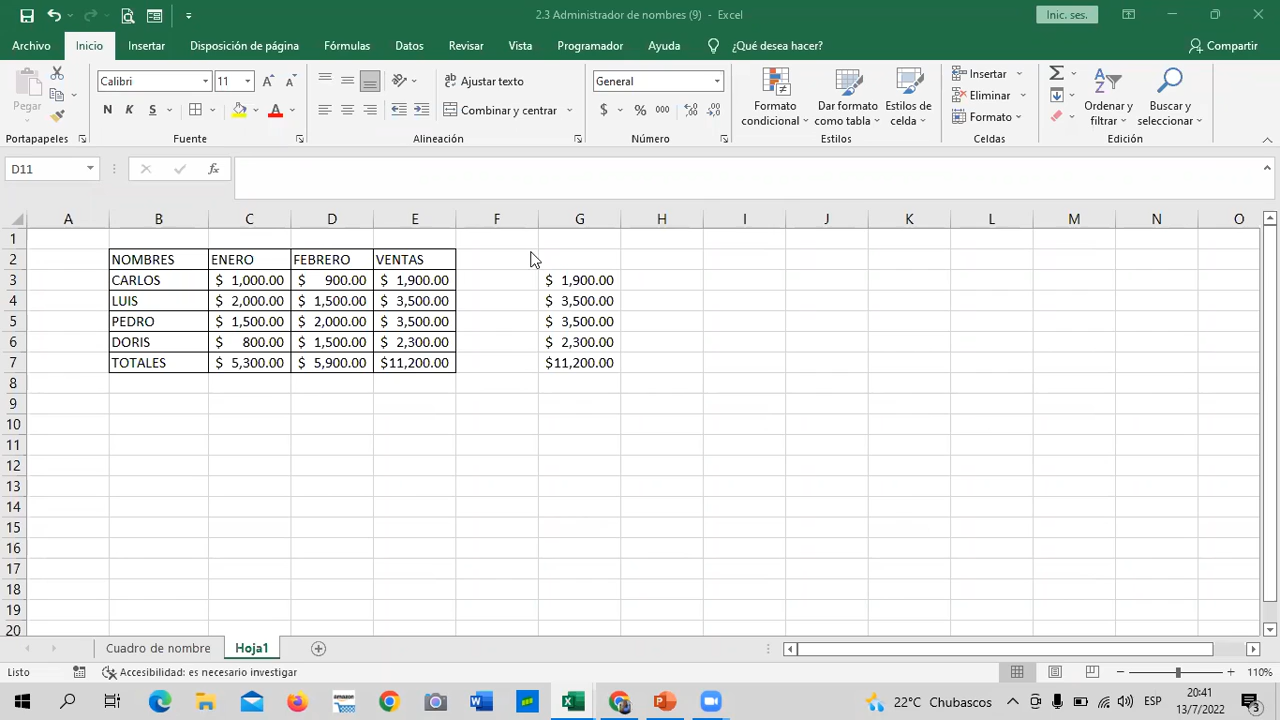 2.3 Administrador de nombres (9) - Excel
Inic. ses.
Archivo Inicio Insertar Disposición de página Fórmulas Datos Revisar Vista Programador Ayuda ¿Qué desea hacer? Compartir
Pegar
Calibri 11
N K S
Ajustar texto
Combinar y centrar
General
$ % 000
Formato condicional
Dar formato como tabla
Estilos de celda
Insertar
Eliminar
Formato
Ordenar y filtrar
Buscar y seleccionar
Portapapeles Fuente Alineación Número Estilos Celdas Edición
D11 fx
A B C D E F G H I J K L M N O
1
2 NOMBRES ENERO FEBRERO VENTAS
3 CARLOS $ 1,000.00 $ 900.00 $ 1,900.00 $ 1,900.00
4 LUIS $ 2,000.00 $ 1,500.00 $ 3,500.00 $ 3,500.00
5 PEDRO $ 1,500.00 $ 2,000.00 $ 3,500.00 $ 3,500.00
6 DORIS $ 800.00 $ 1,500.00 $ 2,300.00 $ 2,300.00
7 TOTALES $ 5,300.00 $ 5,900.00 $11,200.00 $11,200.00
8
9
10
11
12
13
14
15
16
17
18
19
20
Cuadro de nombre Hoja1
Listo Accesibilidad: es necesario investigar 110%
22°C Chubascos ESP 20:41
13/7/2022
3